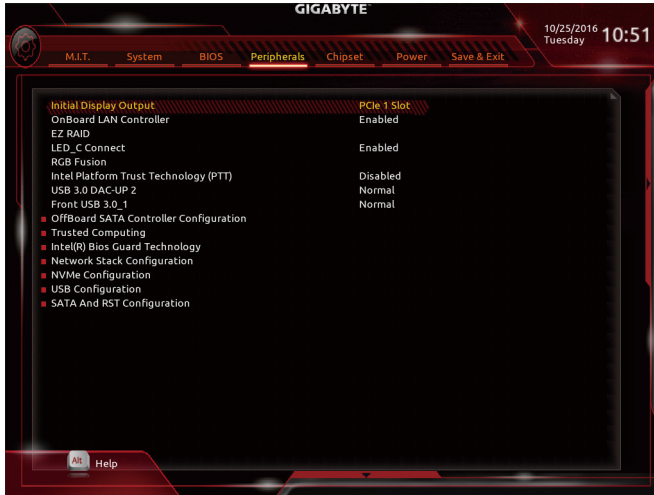 GIGABYTE™
10/25/2016 10:51
Tuesday
M.I.T. System BIOS Peripherals Chipset Power Save & Exit
Initial Display Output PCIe 1 Slot
OnBoard LAN Controller Enabled
EZ RAID
LED_C Connect Enabled
RGB Fusion
Intel Platform Trust Technology (PTT) Disabled
USB 3.0 DAC-UP 2 Normal
Front USB 3.0_1 Normal
OffBoard SATA Controller Configuration
Trusted Computing
Intel(R) Bios Guard Technology
Network Stack Configuration
NVMe Configuration
USB Configuration
SATA And RST Configuration
Alt Help